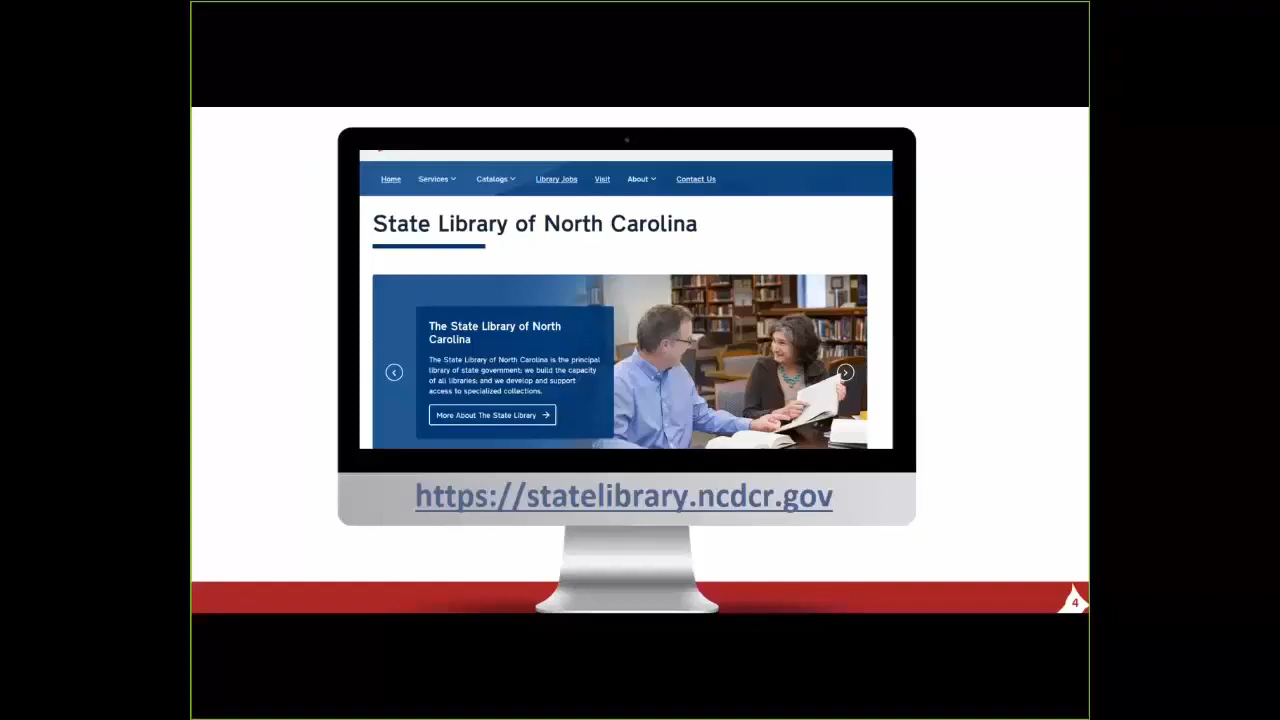 Home Services Catalogs Library Jobs Visit About Contact Us
State Library of North Carolina
The State Library of North
Carolina
The State Library of North Carolina is the principal
library of state government; we build the capacity
of all libraries; and we develop and support
access to specialized collections.
More About The State Library →
https://statelibrary.ncdcr.gov
4